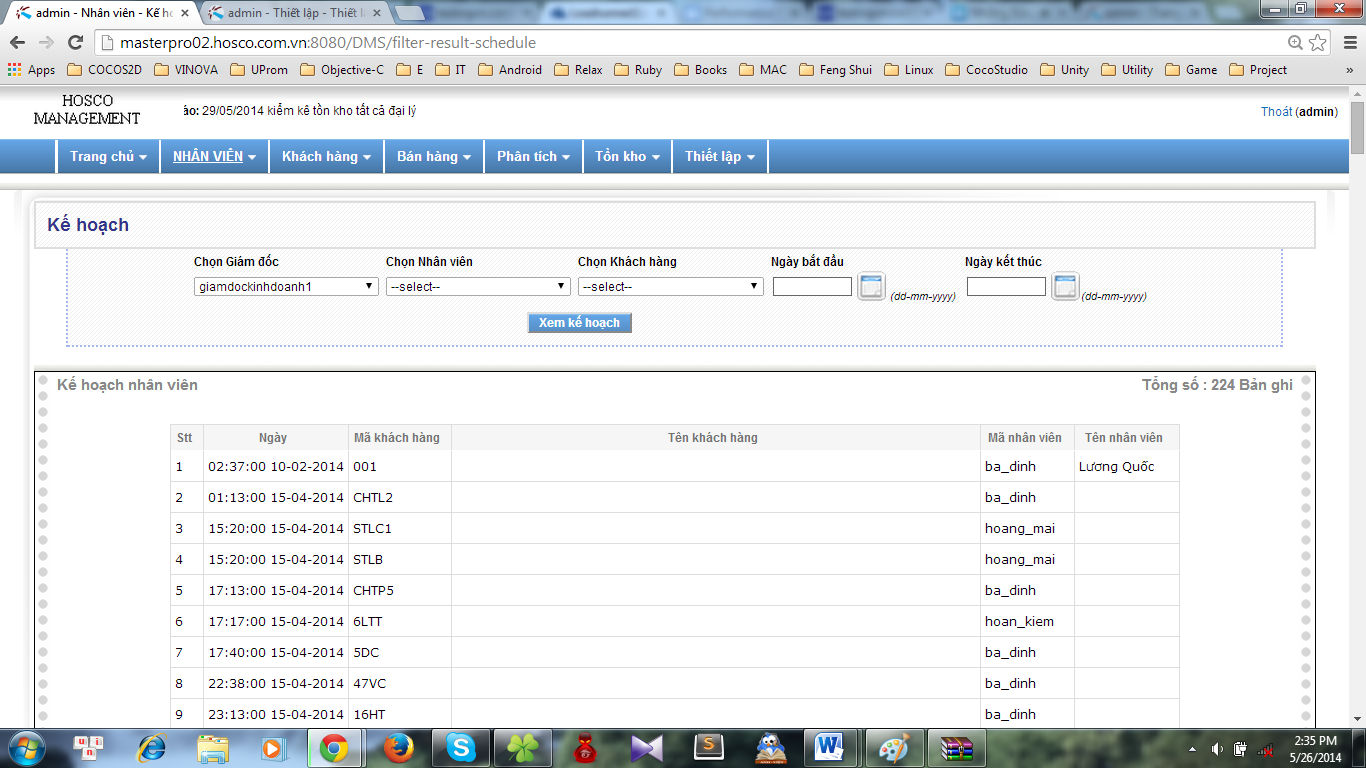 admin - Nhân viên - Kế ho
admin - Thiết lập - Thiết lậ
masterpro02.hosco.com.vn:8080/DMS/filter-result-schedule
Apps COCOS2D VINOVA UProm Objective-C E IT Android Relax Ruby Books MAC Feng Shui Linux CocoStudio Unity Utility Game Project »
HOSCO
MANAGEMENT
áo: 29/05/2014 kiểm kê tồn kho tất cả đại lý
Thoát (admin)
Trang chủ NHÂN VIÊN Khách hàng Bán hàng Phân tích Tồn kho Thiết lập
Kế hoạch
Chọn Giám đốc Chọn Nhân viên Chọn Khách hàng Ngày bắt đầu Ngày kết thúc
giamdockinhdoanh1 --select-- --select-- (dd-mm-yyyy) (dd-mm-yyyy)
Xem kế hoạch
Kế hoạch nhân viên Tổng số : 224 Bản ghi
Stt Ngày Mã khách hàng Tên khách hàng Mã nhân viên Tên nhân viên
1 02:37:00 10-02-2014 001 ba_dinh Lương Quốc
2 01:13:00 15-04-2014 CHTL2 ba_dinh
3 15:20:00 15-04-2014 STLC1 hoang_mai
4 15:20:00 15-04-2014 STLB hoang_mai
5 17:13:00 15-04-2014 CHTP5 ba_dinh
6 17:17:00 15-04-2014 6LTT hoan_kiem
7 17:40:00 15-04-2014 5DC ba_dinh
8 22:38:00 15-04-2014 47VC ba_dinh
9 23:13:00 15-04-2014 16HT ba_dinh
2:35 PM
5/26/2014